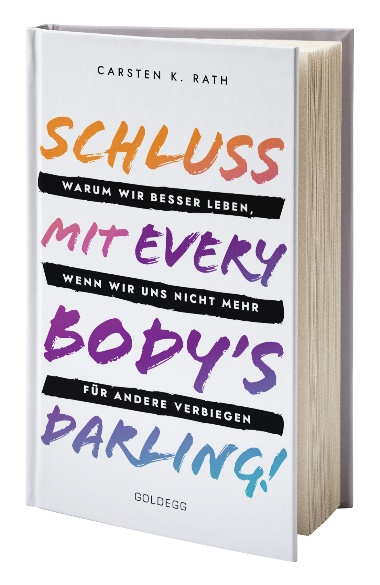 CARSTEN K. RATH
SCHLUSS
WARUM WIR BESSER LEBEN,
MIT EVERY
WENN WIR UNS NICHT MEHR
BODY'S
FÜR ANDERE VERBIEGEN
DARLING!
GOLDEGG